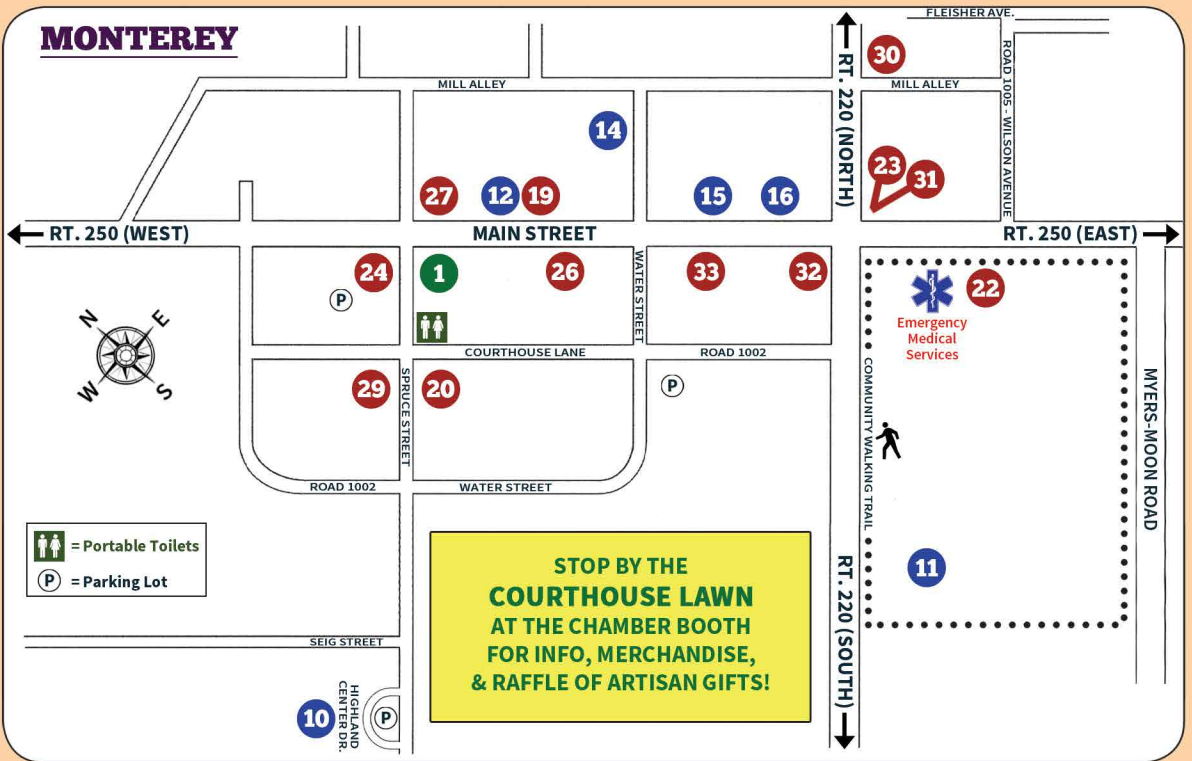 MONTEREY
FLEISHER AVE.
30
ROAD 1005 - WILSON AVENUE
RT. 220 (NORTH)
MILL ALLEY
MILL ALLEY
14
23
31
27
12
19
15
16
RT. 250 (WEST)
MAIN STREET
RT. 250 (EAST)
24
1
26
WATER STREET
33
32
22
P
Emergency
Medical
Services
N
E
W
S
COURTHOUSE LANE
ROAD 1002
29
SPRUCE STREET
20
P
COMMUNITY WALKING TRAIL
MYERS-MOON ROAD
ROAD 1002
WATER STREET
= Portable Toilets
P = Parking Lot
STOP BY THE
COURTHOUSE LAWN
AT THE CHAMBER BOOTH
FOR INFO, MERCHANDISE,
& RAFFLE OF ARTISAN GIFTS!
RT. 220 (SOUTH)
11
SEIG STREET
10
HIGHLAND
CENTER DR.
P